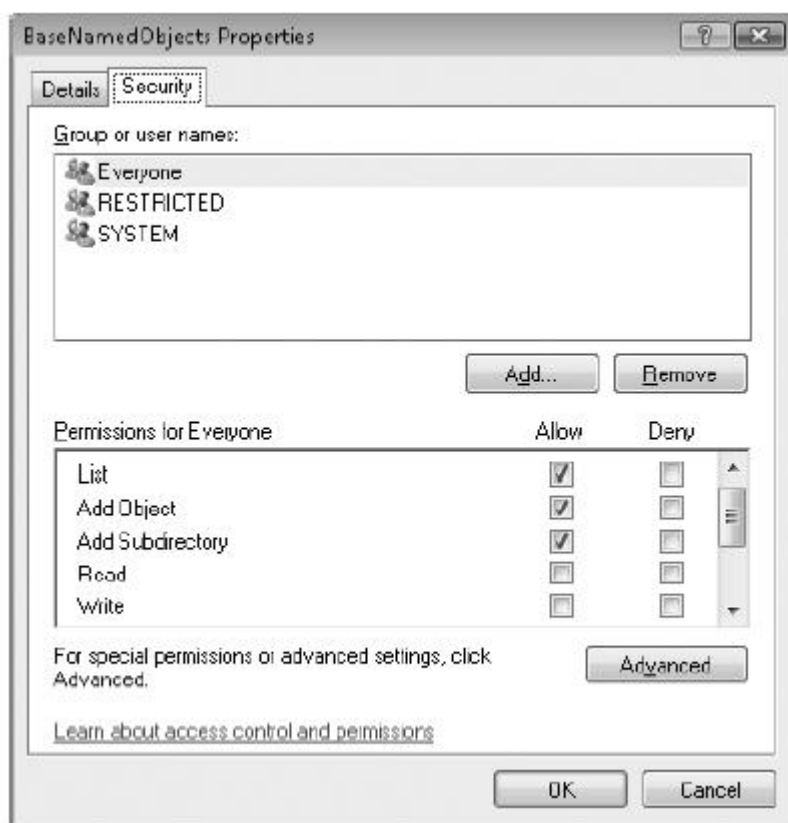 BaseNamedObjects Properties
Details Security
Group or user names:
Everyone
RESTRICTED
SYSTEM
Add... Remove
Permissions for Everyone Allow Deny
List
Add Object
Add Subdirectory
Read
Write
For special permissions or advanced settings, click Advanced
Advanced.
Learn about access control and permissions
OK Cancel